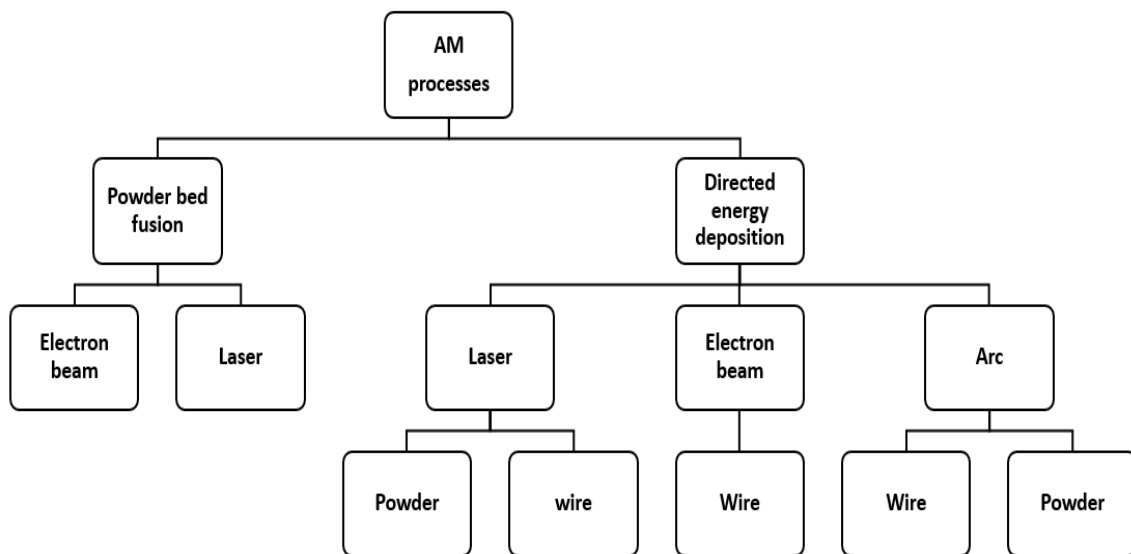 AM
processes
Powder bed
fusion
Directed
energy
deposition
Electron
beam
Laser
Laser
Electron
beam
Arc
Powder
wire
Wire
Wire
Powder